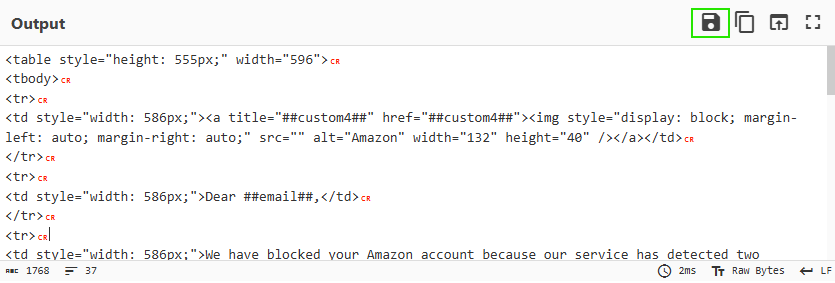 Output
<table style="height: 555px;" width="596">CR
<tbody>CR
<tr>CR
<td style="width: 586px;"><a title="##custom4##" href="##custom4##"><img style="display: block; margin-
left: auto; margin-right: auto;" src="" alt="Amazon" width="132" height="40" /></a></td>CR
</tr>CR
<tr>CR
<td style="width: 586px;">Dear ##email##,</td>CR
</tr>CR
<tr>CR
<td style="width: 586px;">We have blocked your Amazon account because our service has detected two
ABC 1768 37 2ms Tr Raw Bytes LF